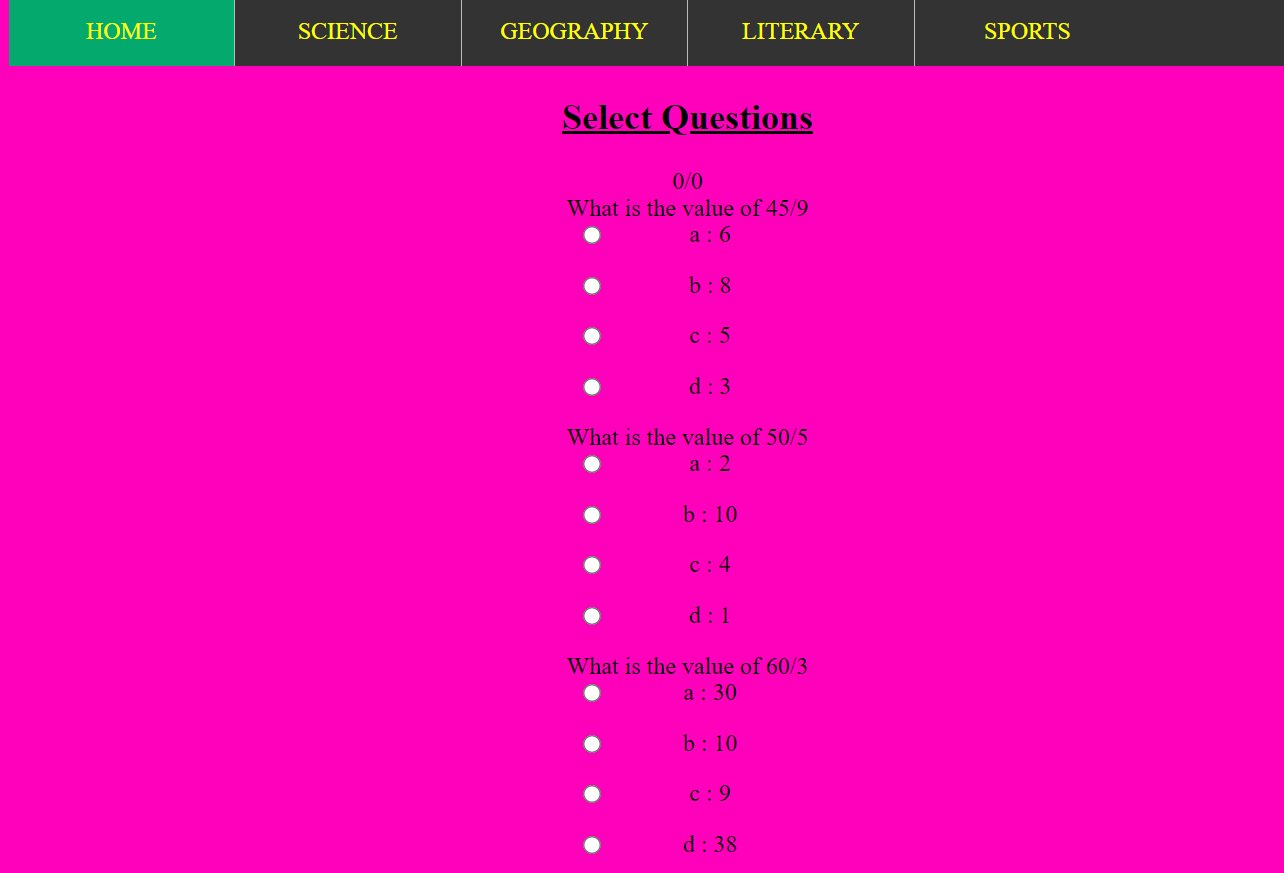 HOME SCIENCE GEOGRAPHY LITERARY SPORTS
Select Questions
0/0
What is the value of 45/9
a : 6
b : 8
c : 5
d : 3
What is the value of 50/5
a : 2
b : 10
c : 4
d : 1
What is the value of 60/3
a : 30
b : 10
c : 9
d : 38